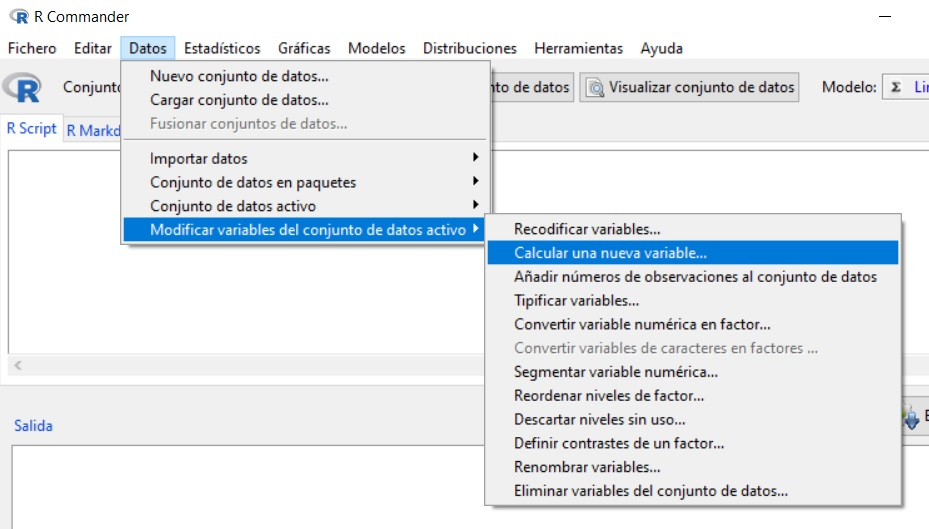 R Commander
Fichero Editar Datos Estadísticos Gráficas Modelos Distribuciones Herramientas Ayuda
Nuevo conjunto de datos...
Cargar conjunto de datos...
Fusionar conjuntos de datos...
Importar datos
Conjunto de datos en paquetes
Conjunto de datos activo
Modificar variables del conjunto de datos activo
R Conjunto de datos Visualizar conjunto de datos Modelo: Σ
R Script
Recodificar variables...
Calcular una nueva variable...
Añadir números de observaciones al conjunto de datos
Tipificar variables...
Convertir variable numérica en factor...
Convertir variables de caracteres en factores ...
Segmentar variable numérica...
Reordenar niveles de factor...
Descartar niveles sin uso...
Definir contrastes de un factor...
Renombrar variables...
Eliminar variables del conjunto de datos...
Salida